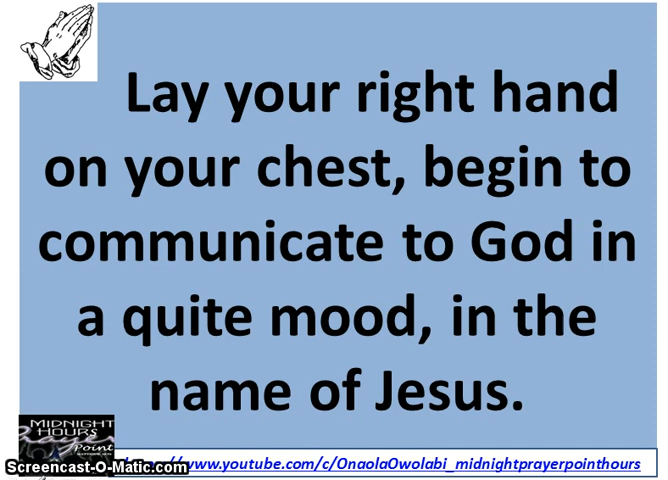 Lay your right hand
on your chest, begin to
communicate to God in
a quite mood, in the
name of Jesus.
MIDNIGHT
HOURS
Point
Screencast-O-Matic.com
www.youtube.com/c/OnaolaOwolabi_midnightprayerpointhours